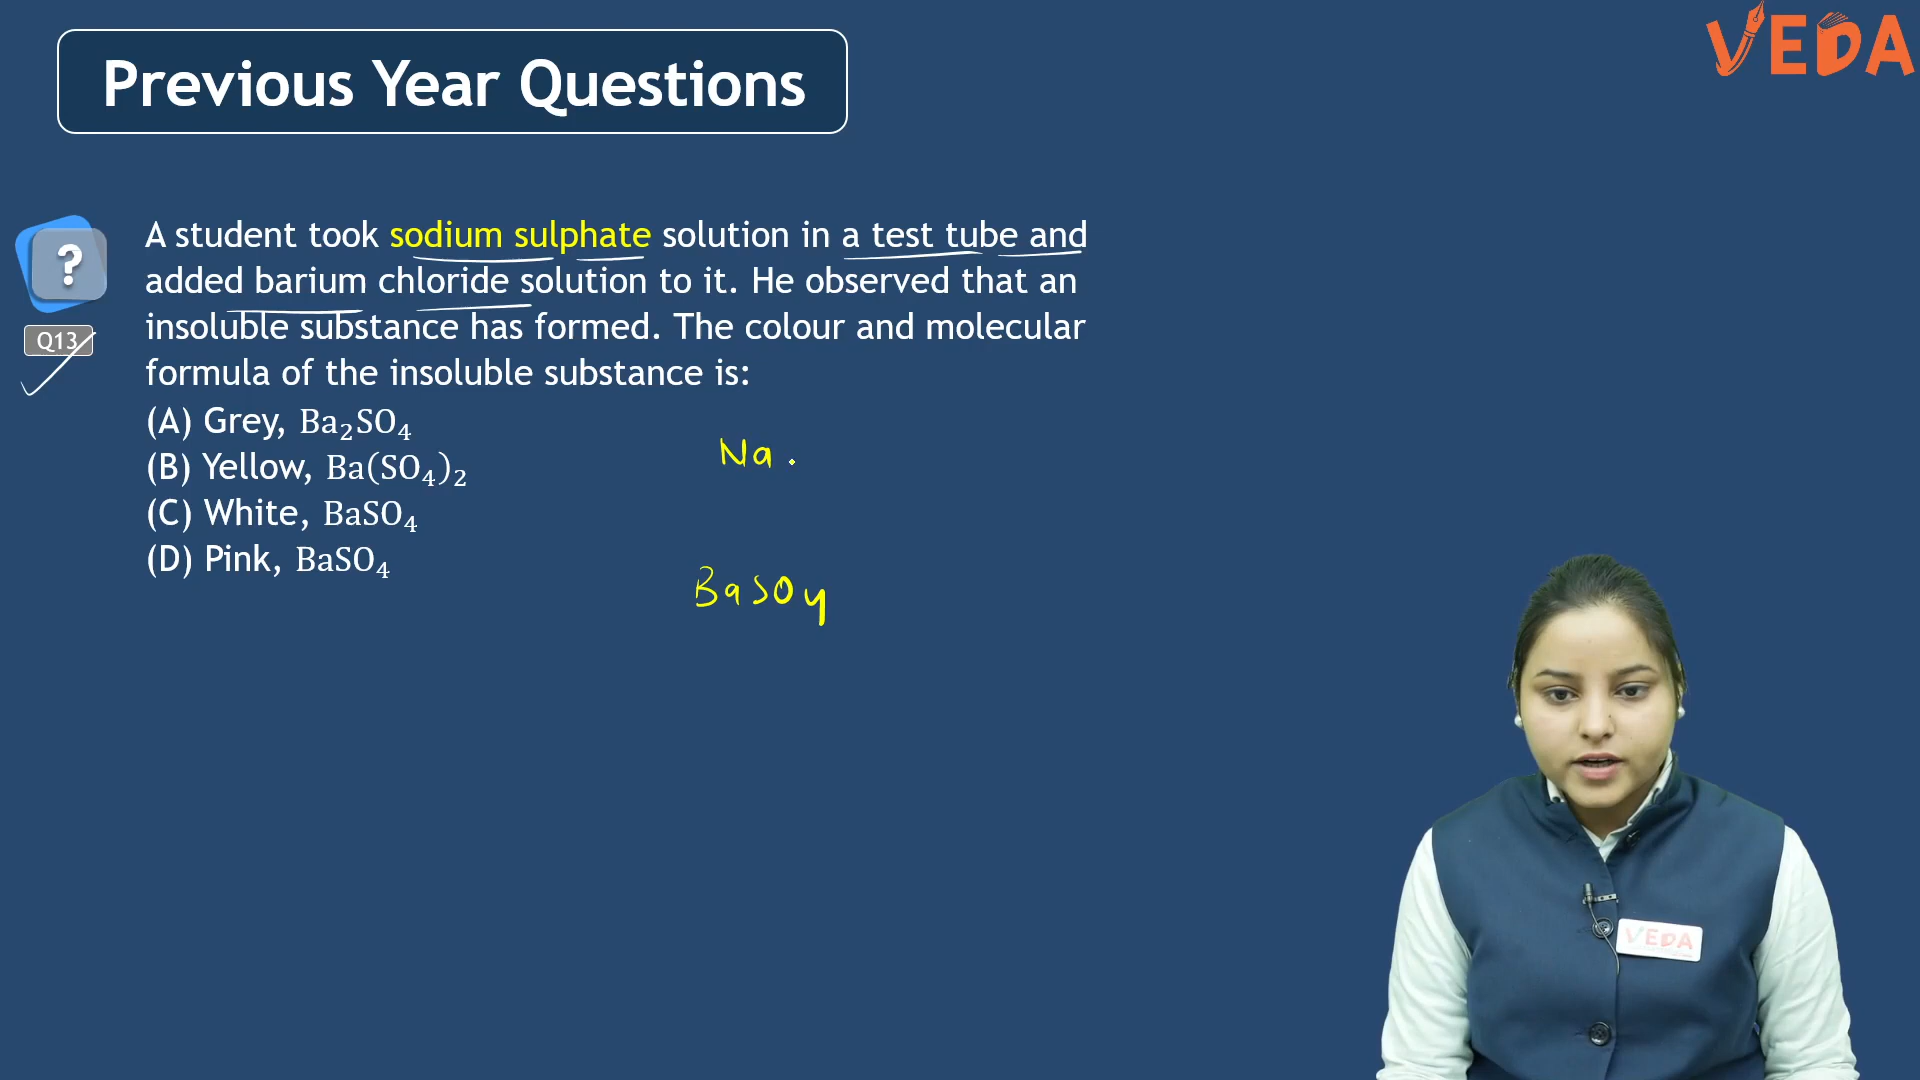 Previous Year Questions
VEDA
?
Q13
A student took sodium sulphate solution in a test tube and
added barium chloride solution to it. He observed that an
insoluble substance has formed. The colour and molecular
formula of the insoluble substance is:
(A) Grey, Ba₂SO₄
(B) Yellow, Ba(SO₄)₂
(C) White, BaSO₄
(D) Pink, BaSO₄
Na .
BaSO₄
VEDA